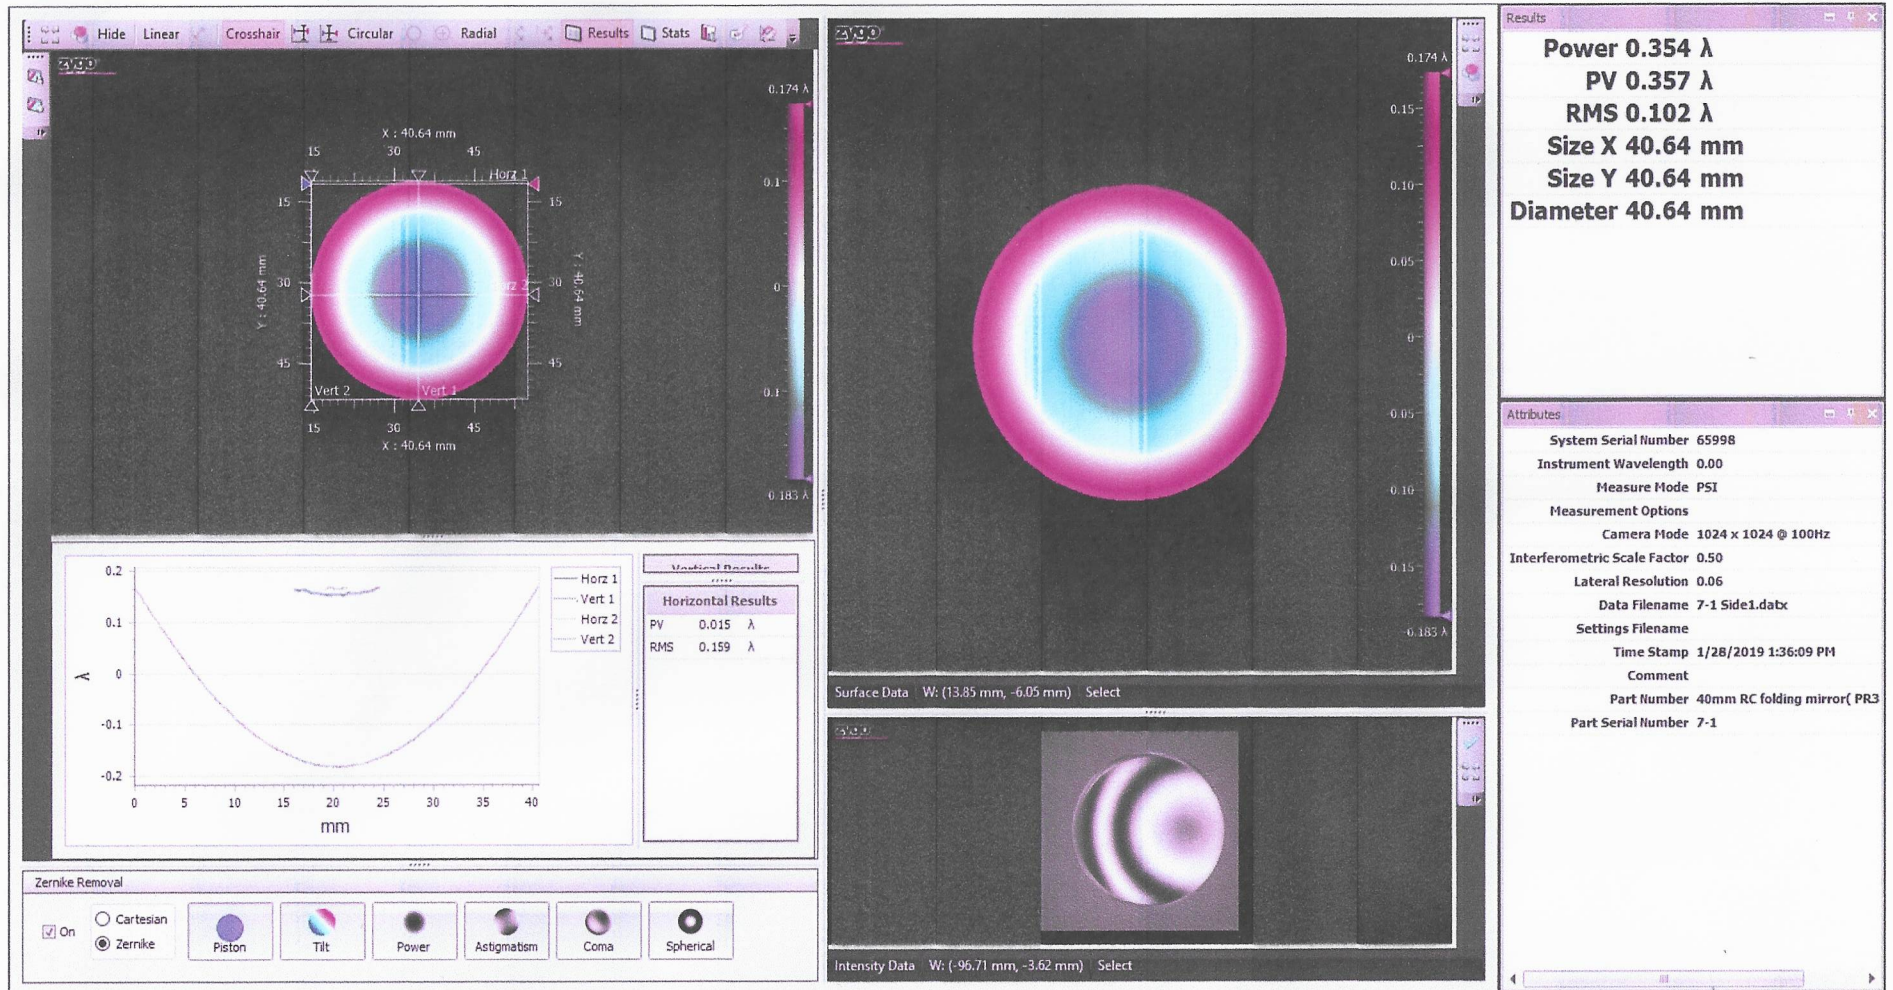 Hide Linear Crosshair Circular Radial Results Stats
zygo
0.174 λ
0.1
0
0.1
0.183 λ
X : 40.64 mm
15 30 45
Horz 1
15 15
Y : 40.64 mm
30 30
Horz 2
Y : 40.64 mm
45 45
Vert 2 Vert 1
15 30 45
X : 40.64 mm
0.2
0.1
0
-0.1
-0.2
λ
0 5 10 15 20 25 30 35 40
mm
Horz 1
Vert 1
Horz 2
Vert 2
Vertical Results
Horizontal Results
PV 0.015 λ
RMS 0.159 λ
Zernike Removal
On
Cartesian
Zernike
Piston Tilt Power Astigmatism Coma Spherical
zygo
0.174 λ
0.15
0.10
0.05
0
-0.05
0.10
0.15
-0.183 λ
Surface Data W: (13.85 mm, -6.05 mm) Select
zygo
Intensity Data W: (-96.71 mm, -3.62 mm) Select
Results
Power 0.354 λ
PV 0.357 λ
RMS 0.102 λ
Size X 40.64 mm
Size Y 40.64 mm
Diameter 40.64 mm
Attributes
System Serial Number 65998
Instrument Wavelength 0.00
Measure Mode PSI
Measurement Options
Camera Mode 1024 x 1024 @ 100Hz
Interferometric Scale Factor 0.50
Lateral Resolution 0.06
Data Filename 7-1 Side1.datx
Settings Filename
Time Stamp 1/28/2019 1:36:09 PM
Comment
Part Number 40mm RC folding mirror( PR3
Part Serial Number 7-1